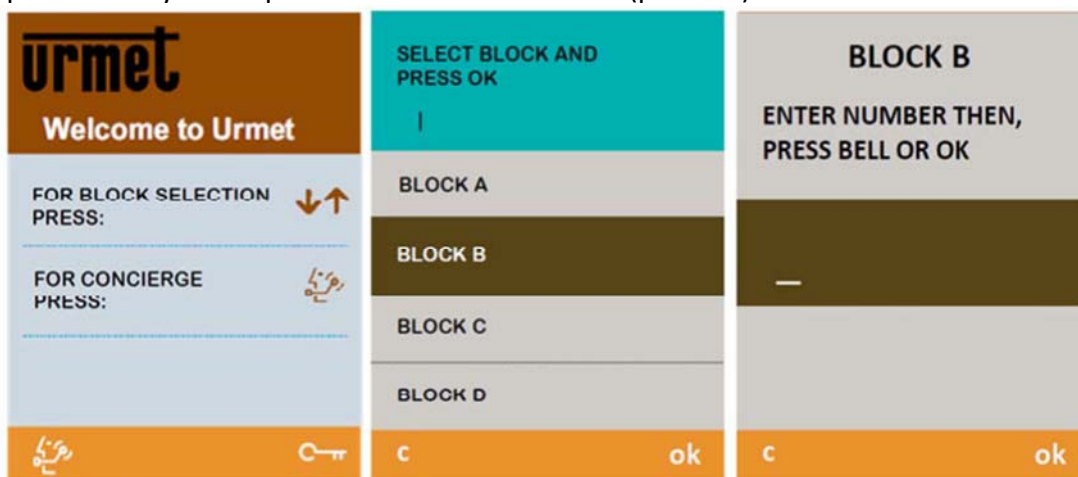 urmet
Welcome to Urmet
FOR BLOCK SELECTION
PRESS:
FOR CONCIERGE
PRESS:
SELECT BLOCK AND
PRESS OK
BLOCK A
BLOCK B
BLOCK C
BLOCK D
c ok
BLOCK B
ENTER NUMBER THEN,
PRESS BELL OR OK
c ok